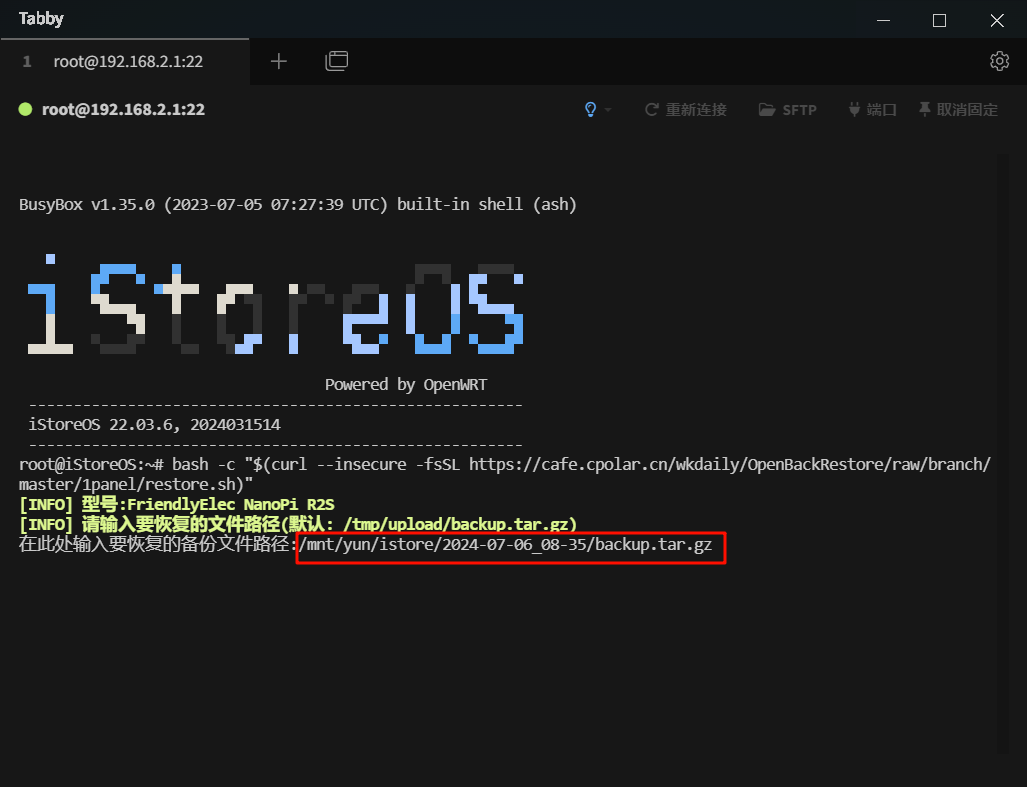 Tabby
1 root@192.168.2.1:22
root@192.168.2.1:22 重新连接 SFTP 端口 取消固定
BusyBox v1.35.0 (2023-07-05 07:27:39 UTC) built-in shell (ash)
iStoreOS
Powered by OpenWRT
-------------------------------------------------------
iStoreOS 22.03.6, 2024031514
-------------------------------------------------------
root@iStoreOS:~# bash -c "$(curl --insecure -fsSL https://cafe.cpolar.cn/wkdaily/OpenBackRestore/raw/branch/
master/1panel/restore.sh)"
[INFO] 型号:FriendlyElec NanoPi R2S
[INFO] 请输入要恢复的文件路径(默认: /tmp/upload/backup.tar.gz)
在此处输入要恢复的备份文件路径:/mnt/yun/istore/2024-07-06_08-35/backup.tar.gz